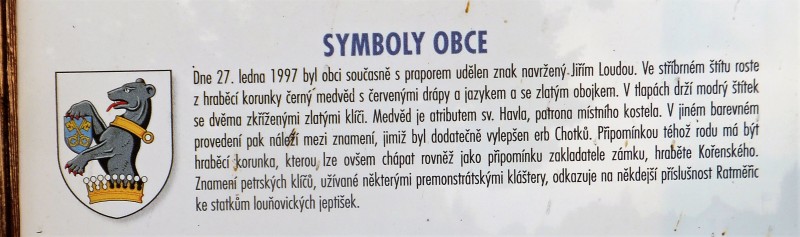 SYMBOLY OBCE
Dne 27. ledna 1997 byl obci současně s praporem udělen znak navržený Jiřím Loudou. Ve stříbrném štítu roste
z hraběcí korunky černý medvěd s červenými drápy a jazykem a se zlatým obojkem. V tlapách drží modrý štítek
se dvěma zkříženými zlatými klíči. Medvěd je atributem sv. Havla, patrona místního kostela. V jiném barevném
provedení pak náleží mezi znamení, jimiž byl dodatečně vylepšen erb Chotků. Připomínkou téhož rodu má být
hraběcí korunka, kterou lze ovšem chápat rovněž jako připomínku zakladatele zámku, hraběte Kořenského.
Znamení petrských klíčů, užívané některými premonstrátskými kláštery, odkazuje na někdejší příslušnost Ratměřic
ke statkům louňovických jeptišek.